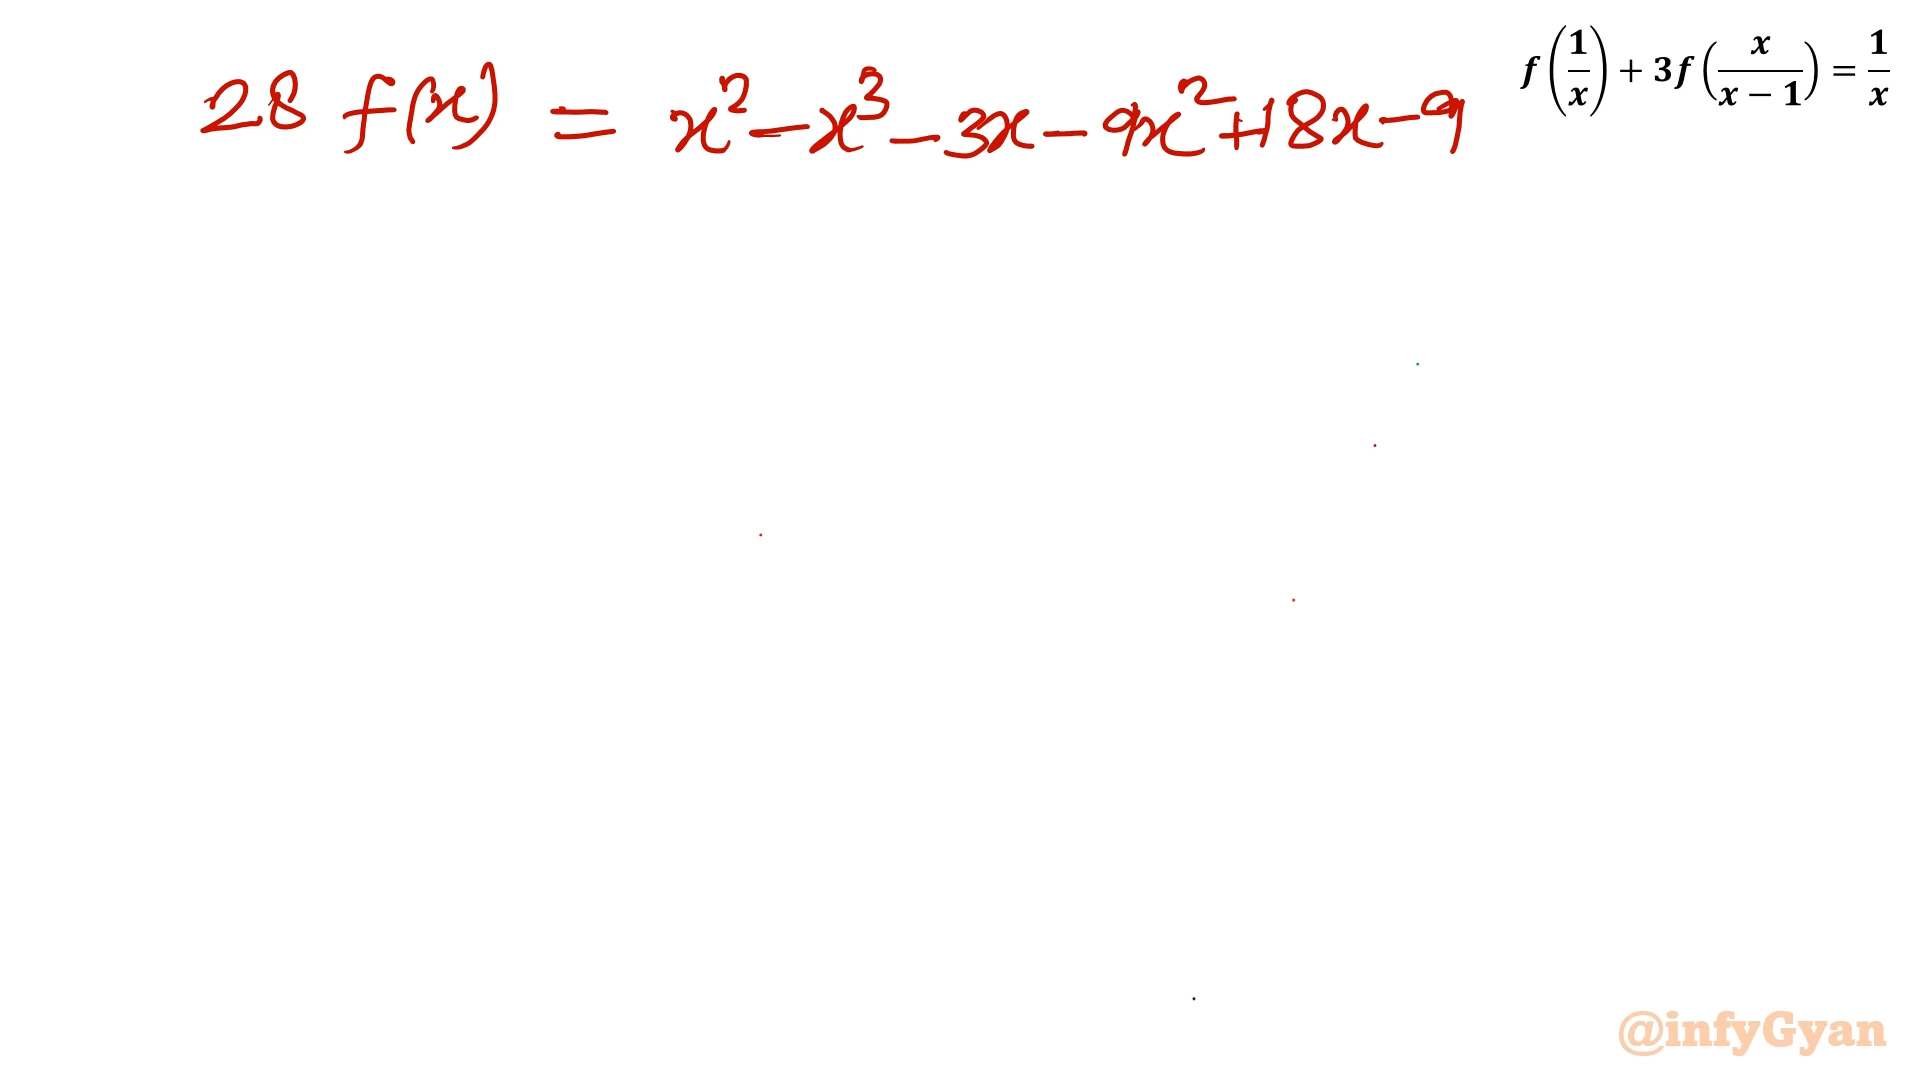 28 f(x) = x² - x³ - 3x - 9x² + 18x - 9
f(1/x) + 3f(x/(x - 1)) = 1/x
@infyGyan